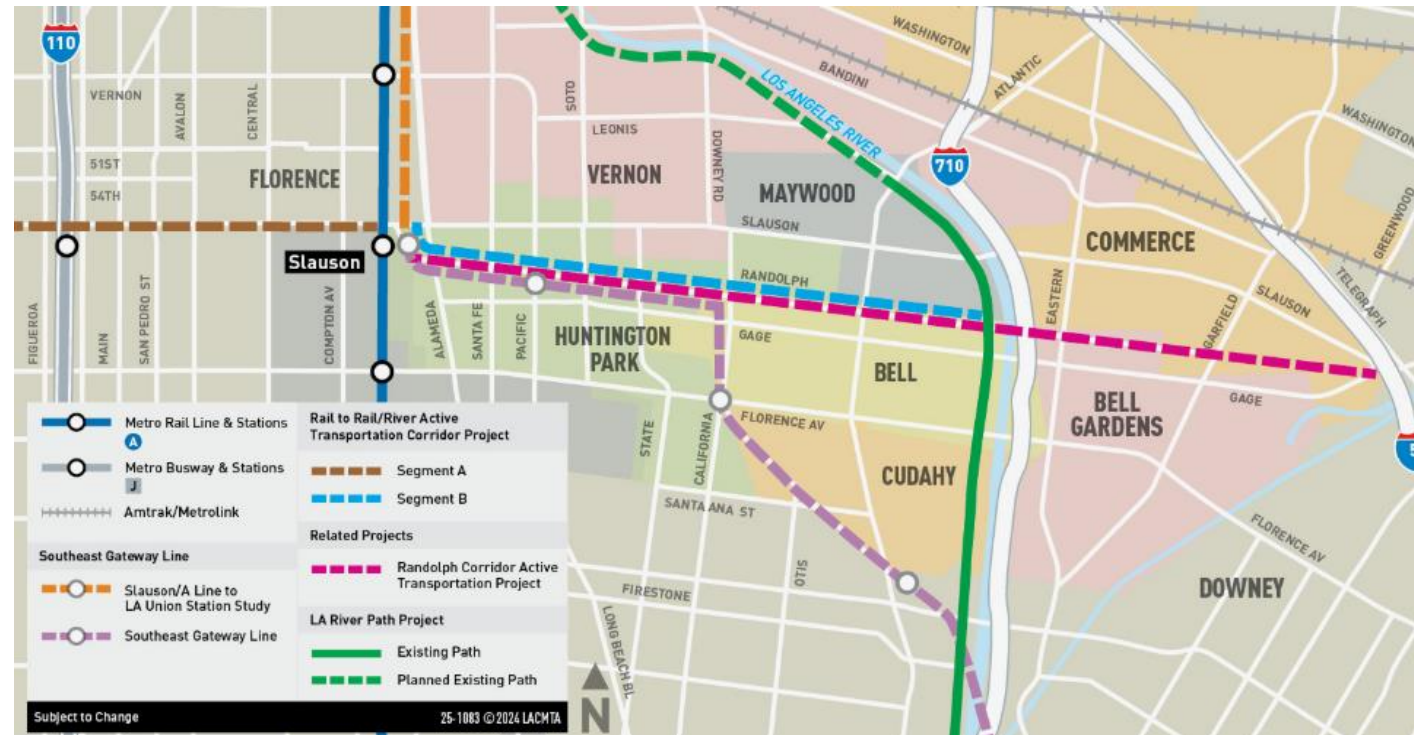 110
WASHINGTON
ATLANTIC
BANDINI
VERNON
AVALON
CENTRAL
SOTO
LOS ANGELES RIVER
WASHINGTON
LEONIS
DOWNEY RD
51ST
54TH
FLORENCE
VERNON
MAYWOOD
710
GREENWOOD
SLAUSON
COMMERCE
Slauson
RANDOLPH
TELEGRAPH
SLAUSON
FIGUEROA
MAIN
SAN PEDRO ST
COMPTON AV
ALAMEDA
SANTA FE
PACIFIC
HUNTINGTON
PARK
GAGE
EASTERN
GARFIELD
BELL
GAGE
BELL
GARDENS
STATE
CALIFORNIA
FLORENCE AV
CUDAHY
5
SANTA ANA ST
FLORENCE AV
OTIS
FIRESTONE
DOWNEY
LONG BEACH BL
N
Metro Rail Line & Stations
A
Metro Busway & Stations
J
Amtrak/Metrolink
Southeast Gateway Line
Slauson/A Line to
LA Union Station Study
Southeast Gateway Line
Rail to Rail/River Active
Transportation Corridor Project
Segment A
Segment B
Related Projects
Randolph Corridor Active
Transportation Project
LA River Path Project
Existing Path
Planned Existing Path
Subject to Change
25-1083 © 2024 LACMTA